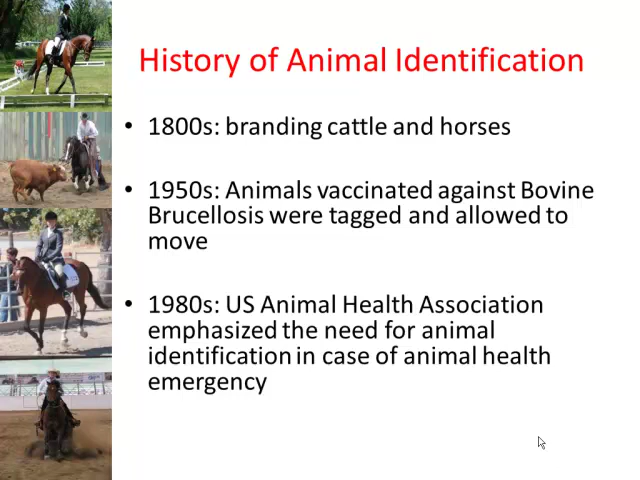 History of Animal Identification
• 1800s: branding cattle and horses
• 1950s: Animals vaccinated against Bovine
Brucellosis were tagged and allowed to
move
• 1980s: US Animal Health Association
emphasized the need for animal
identification in case of animal health
emergency